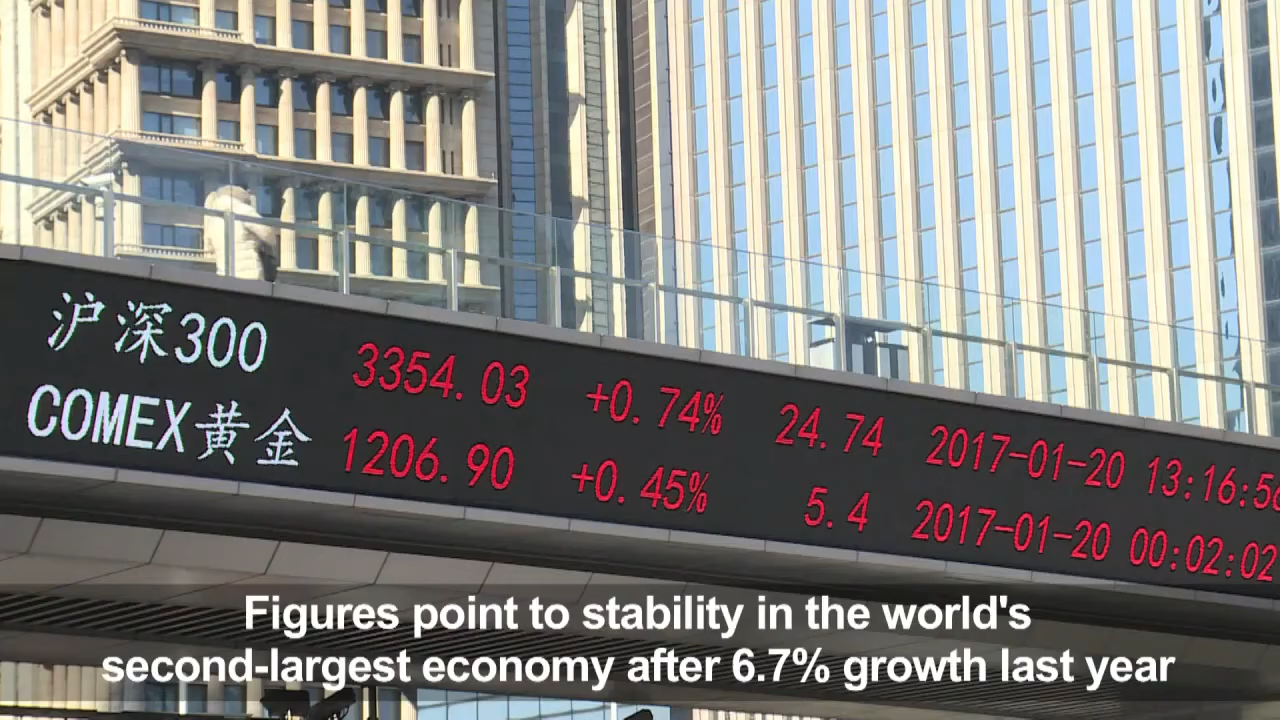 沪深300 3354.03 +0.74% 24.74 2017-01-20 13:16:56
COMEX黄金 1206.90 +0.45% 5.4 2017-01-20 00:02:02
Figures point to stability in the world's
second-largest economy after 6.7% growth last year